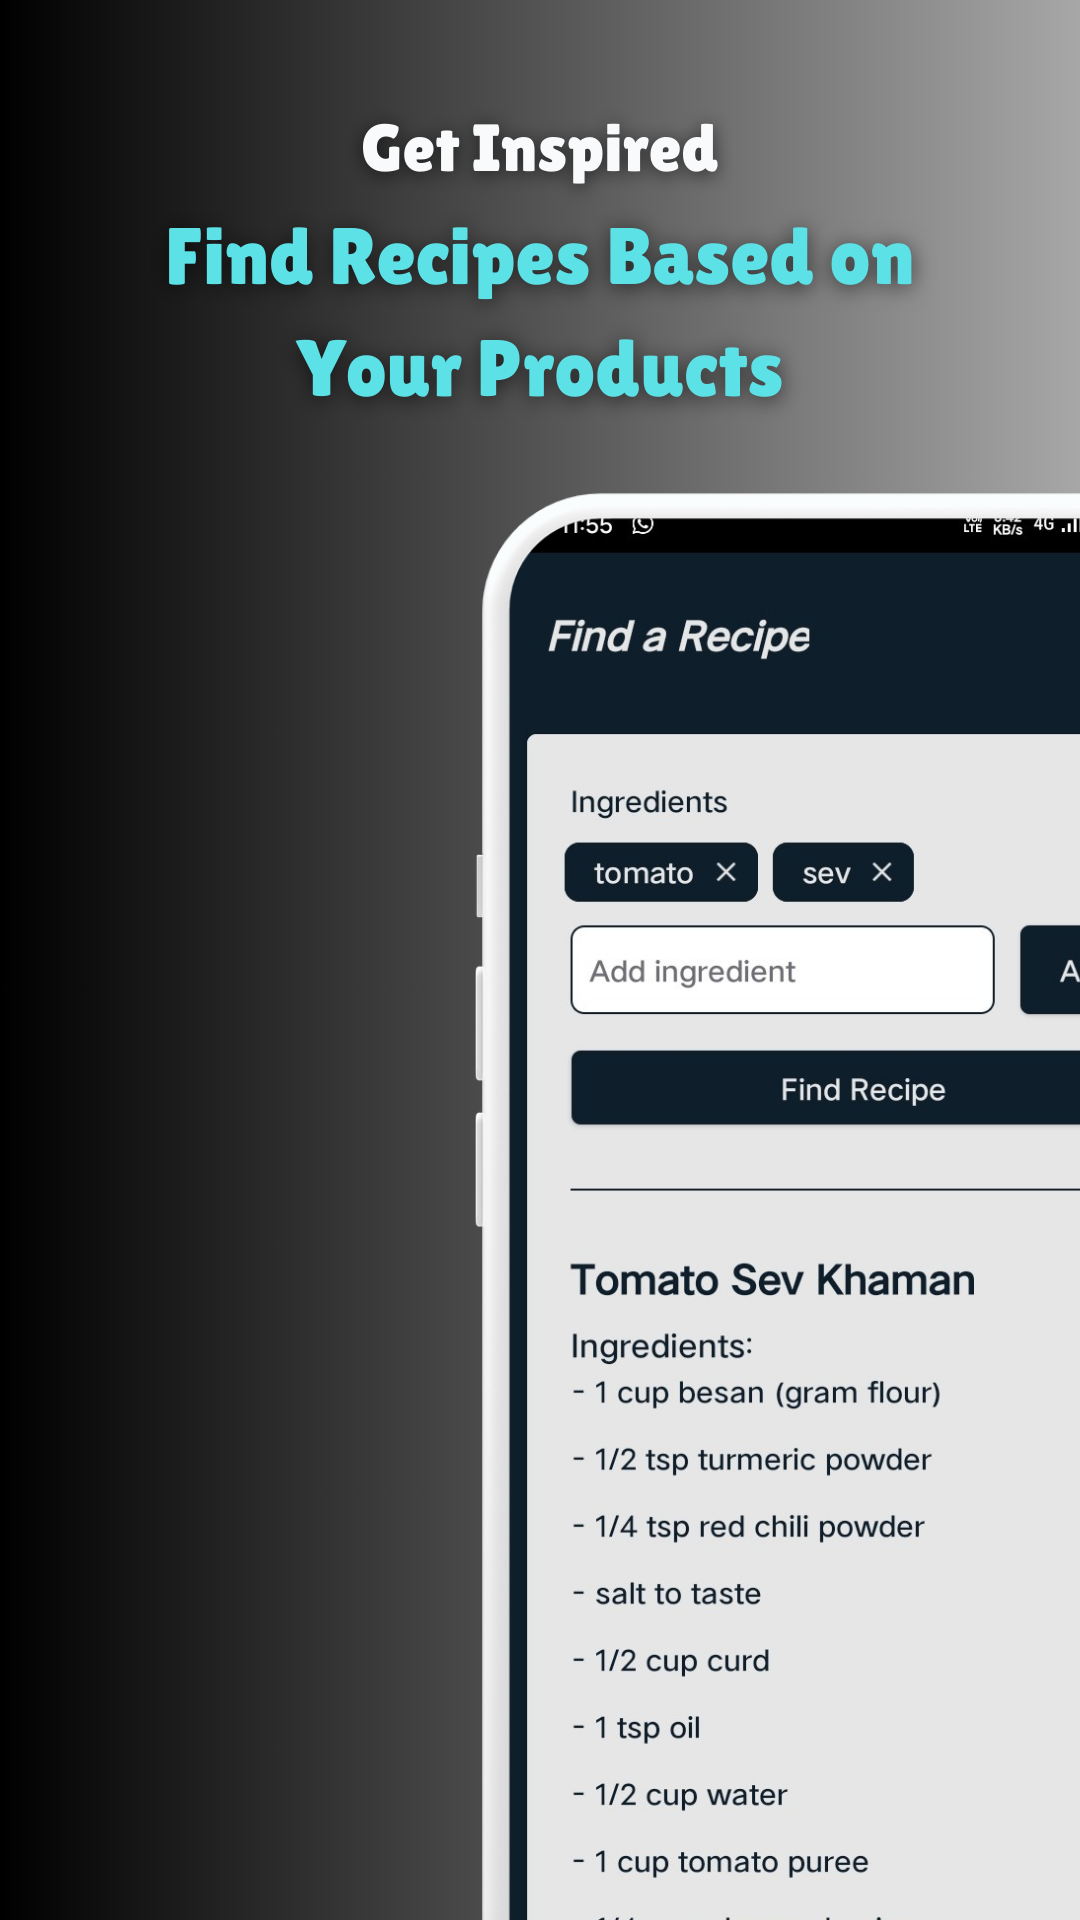 Get Inspired
Find Recipes Based on
Your Products
11:55
LTE KB/s 4G
Find a Recipe
Ingredients
tomato ×
sev ×
Add ingredient
Find Recipe
Tomato Sev Khaman
Ingredients:
- 1 cup besan (gram flour)
- 1/2 tsp turmeric powder
- 1/4 tsp red chili powder
- salt to taste
- 1/2 cup curd
- 1 tsp oil
- 1/2 cup water
- 1 cup tomato puree